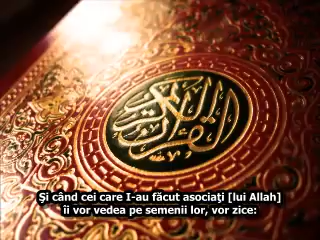 القرآن الكريم
Şi când cei care I-au făcut asociaţi [lui Allah]
îi vor vedea pe semenii lor, vor zice: